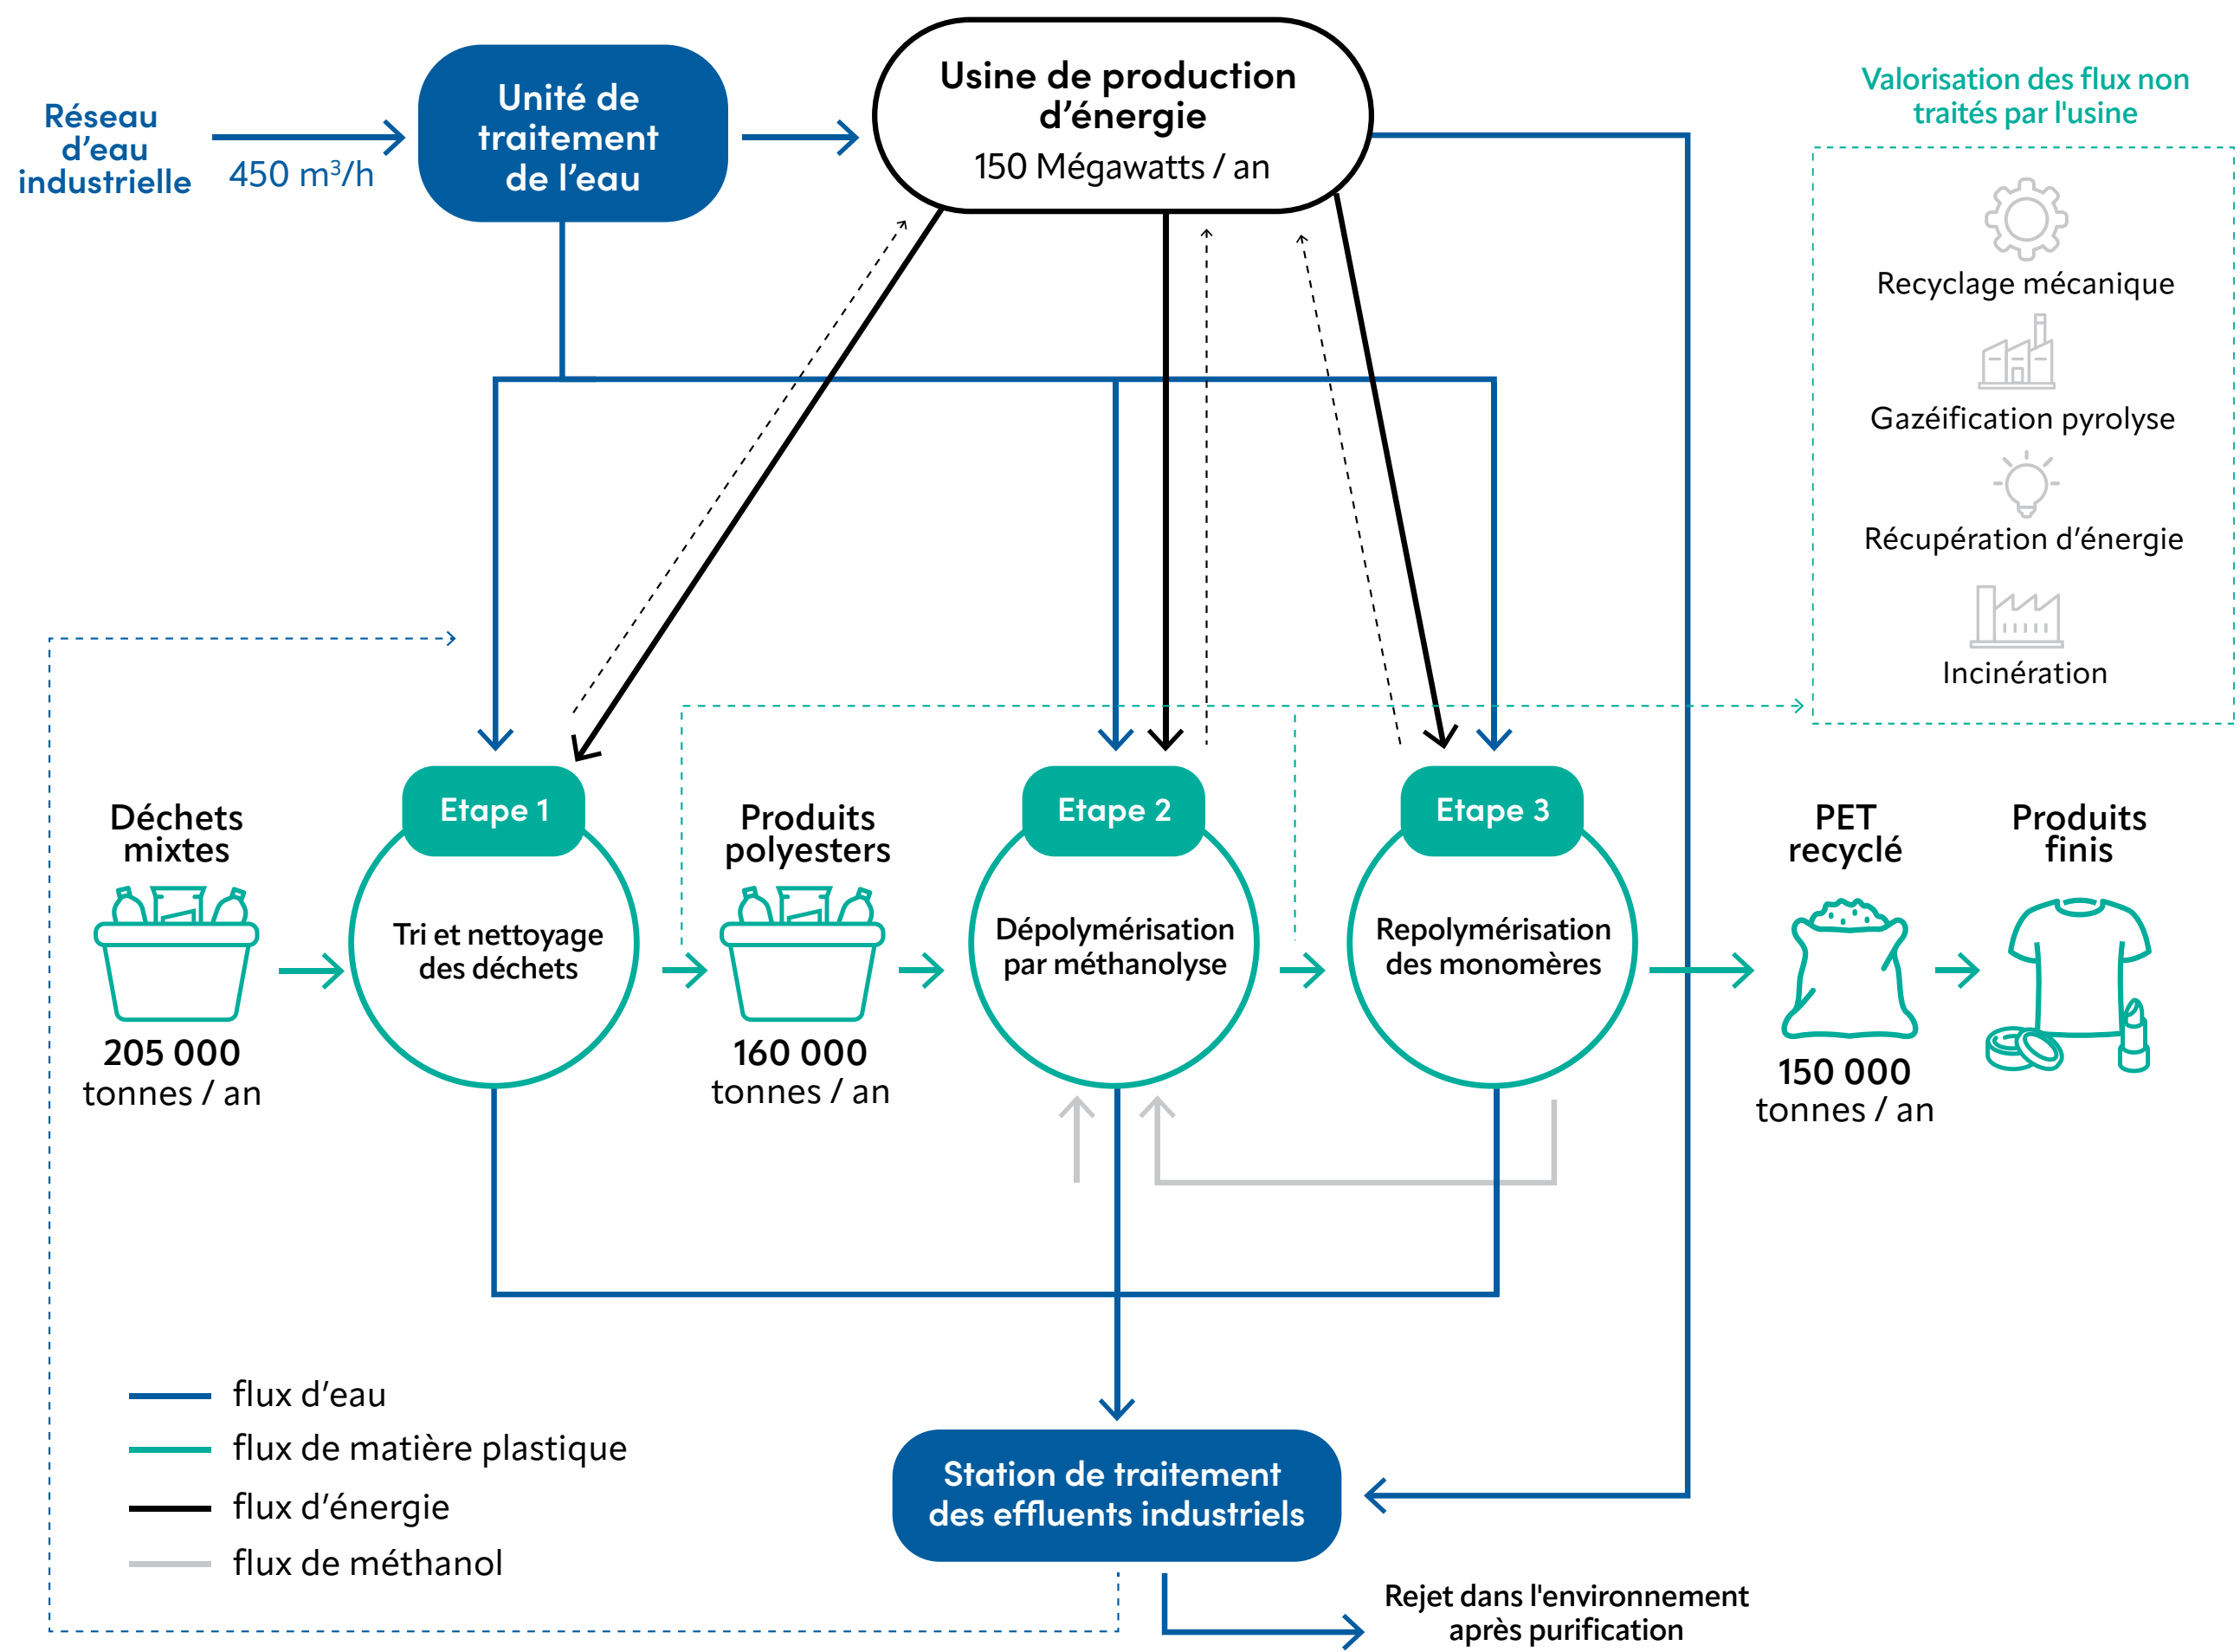 Réseau
d’eau
industrielle
450 m³/h
Unité de
traitement
de l’eau
Usine de production
d’énergie
150 Mégawatts / an
Valorisation des flux non
traités par l'usine
Recyclage mécanique
Gazéification pyrolyse
Récupération d’énergie
Incinération
Déchets
mixtes
205 000
tonnes / an
Etape 1
Tri et nettoyage
des déchets
Produits
polyesters
160 000
tonnes / an
Etape 2
Dépolymérisation
par méthanolyse
Etape 3
Repolymérisation
des monomères
PET
recyclé
150 000
tonnes / an
Produits
finis
flux d’eau
flux de matière plastique
flux d’énergie
flux de méthanol
Station de traitement
des effluents industriels
Rejet dans l'environnement
après purification